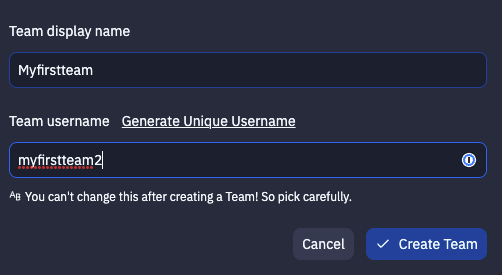 Team display name
Myfirstteam
Team username Generate Unique Username
myfirstteam2
AB You can't change this after creating a Team! So pick carefully.
Cancel Create Team